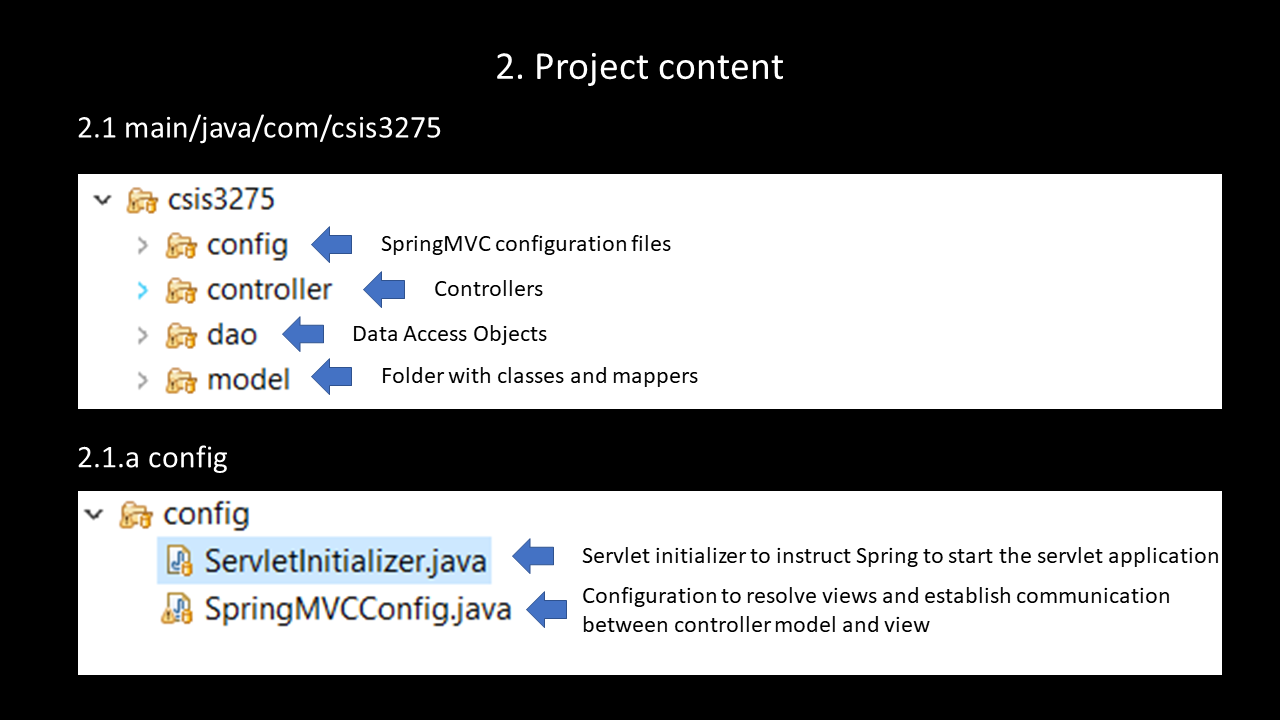 2. Project content
2.1 main/java/com/csis3275
csis3275
config SpringMVC configuration files
controller Controllers
dao Data Access Objects
model Folder with classes and mappers
2.1.a config
config
ServletInitializer.java Servlet initializer to instruct Spring to start the servlet application
SpringMVCConfig.java Configuration to resolve views and establish communication
between controller model and view